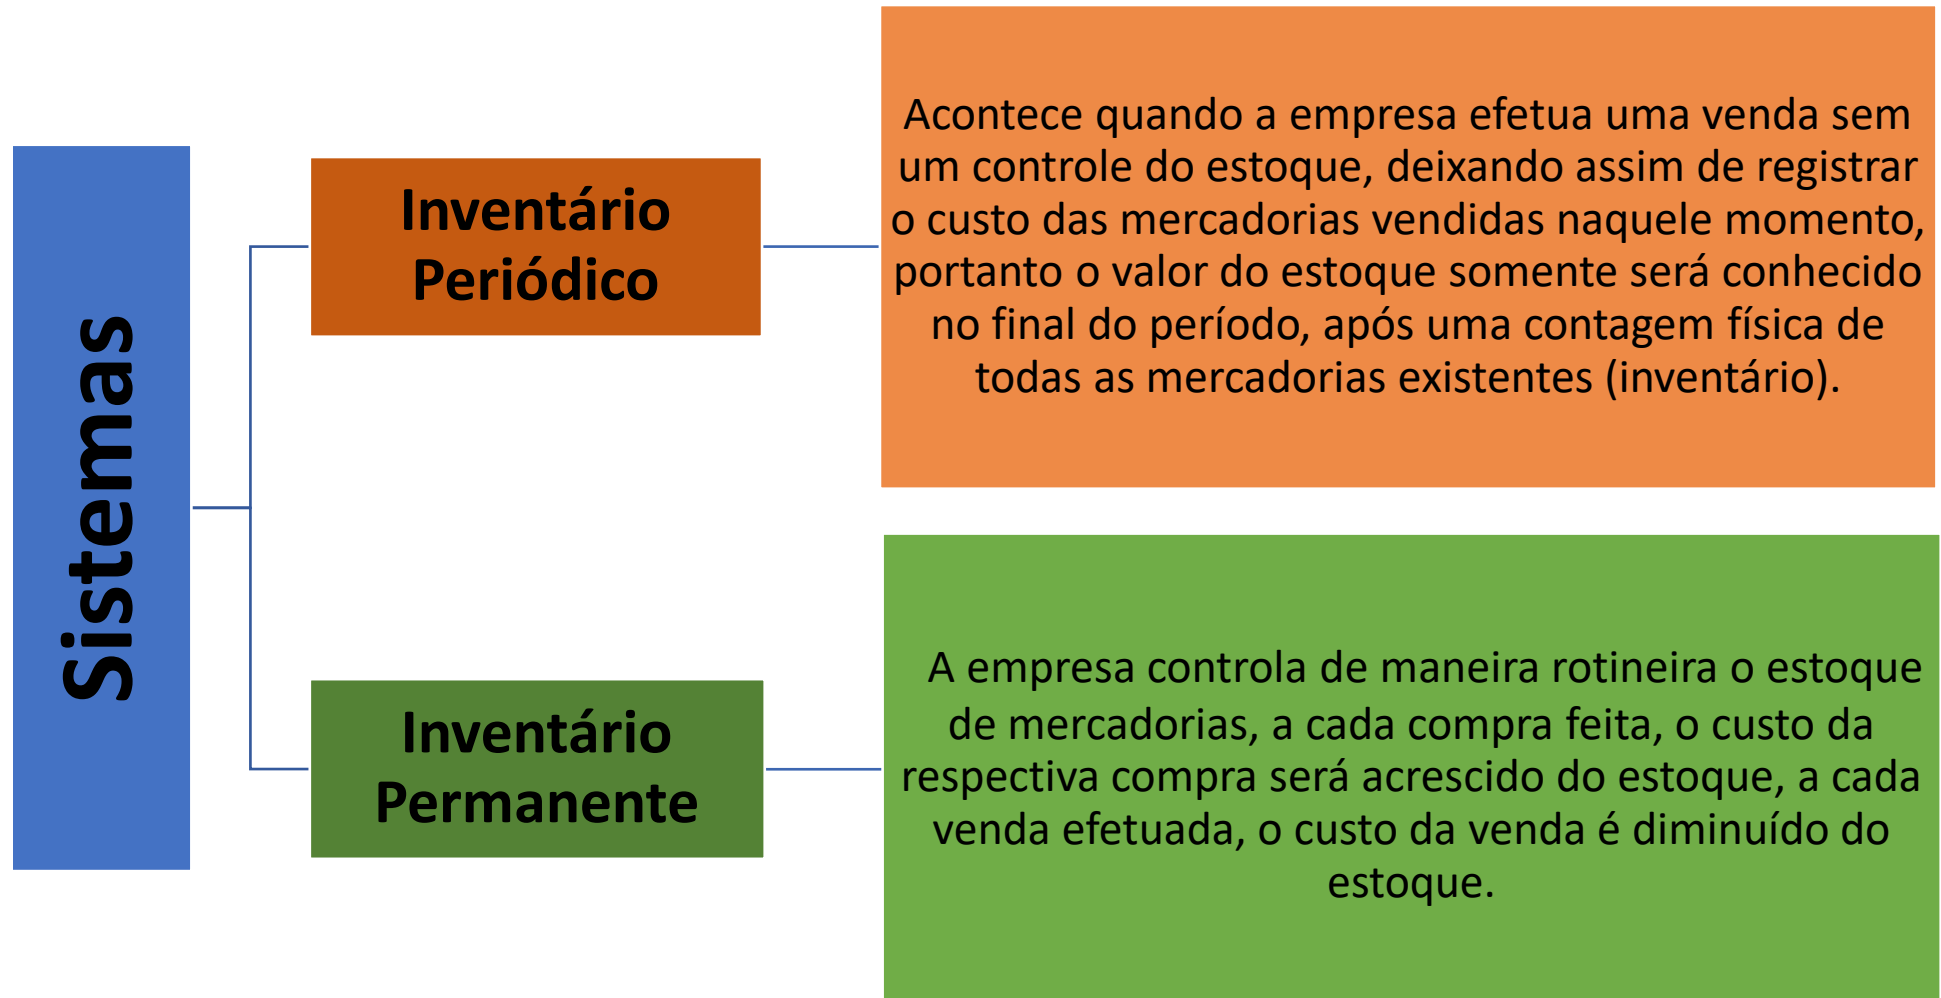 Sistemas
Inventário
Periódico
Acontece quando a empresa efetua uma venda sem
um controle do estoque, deixando assim de registrar
o custo das mercadorias vendidas naquele momento,
portanto o valor do estoque somente será conhecido
no final do período, após uma contagem física de
todas as mercadorias existentes (inventário).
Inventário
Permanente
A empresa controla de maneira rotineira o estoque
de mercadorias, a cada compra feita, o custo da
respectiva compra será acrescido do estoque, a cada
venda efetuada, o custo da venda é diminuído do
estoque.